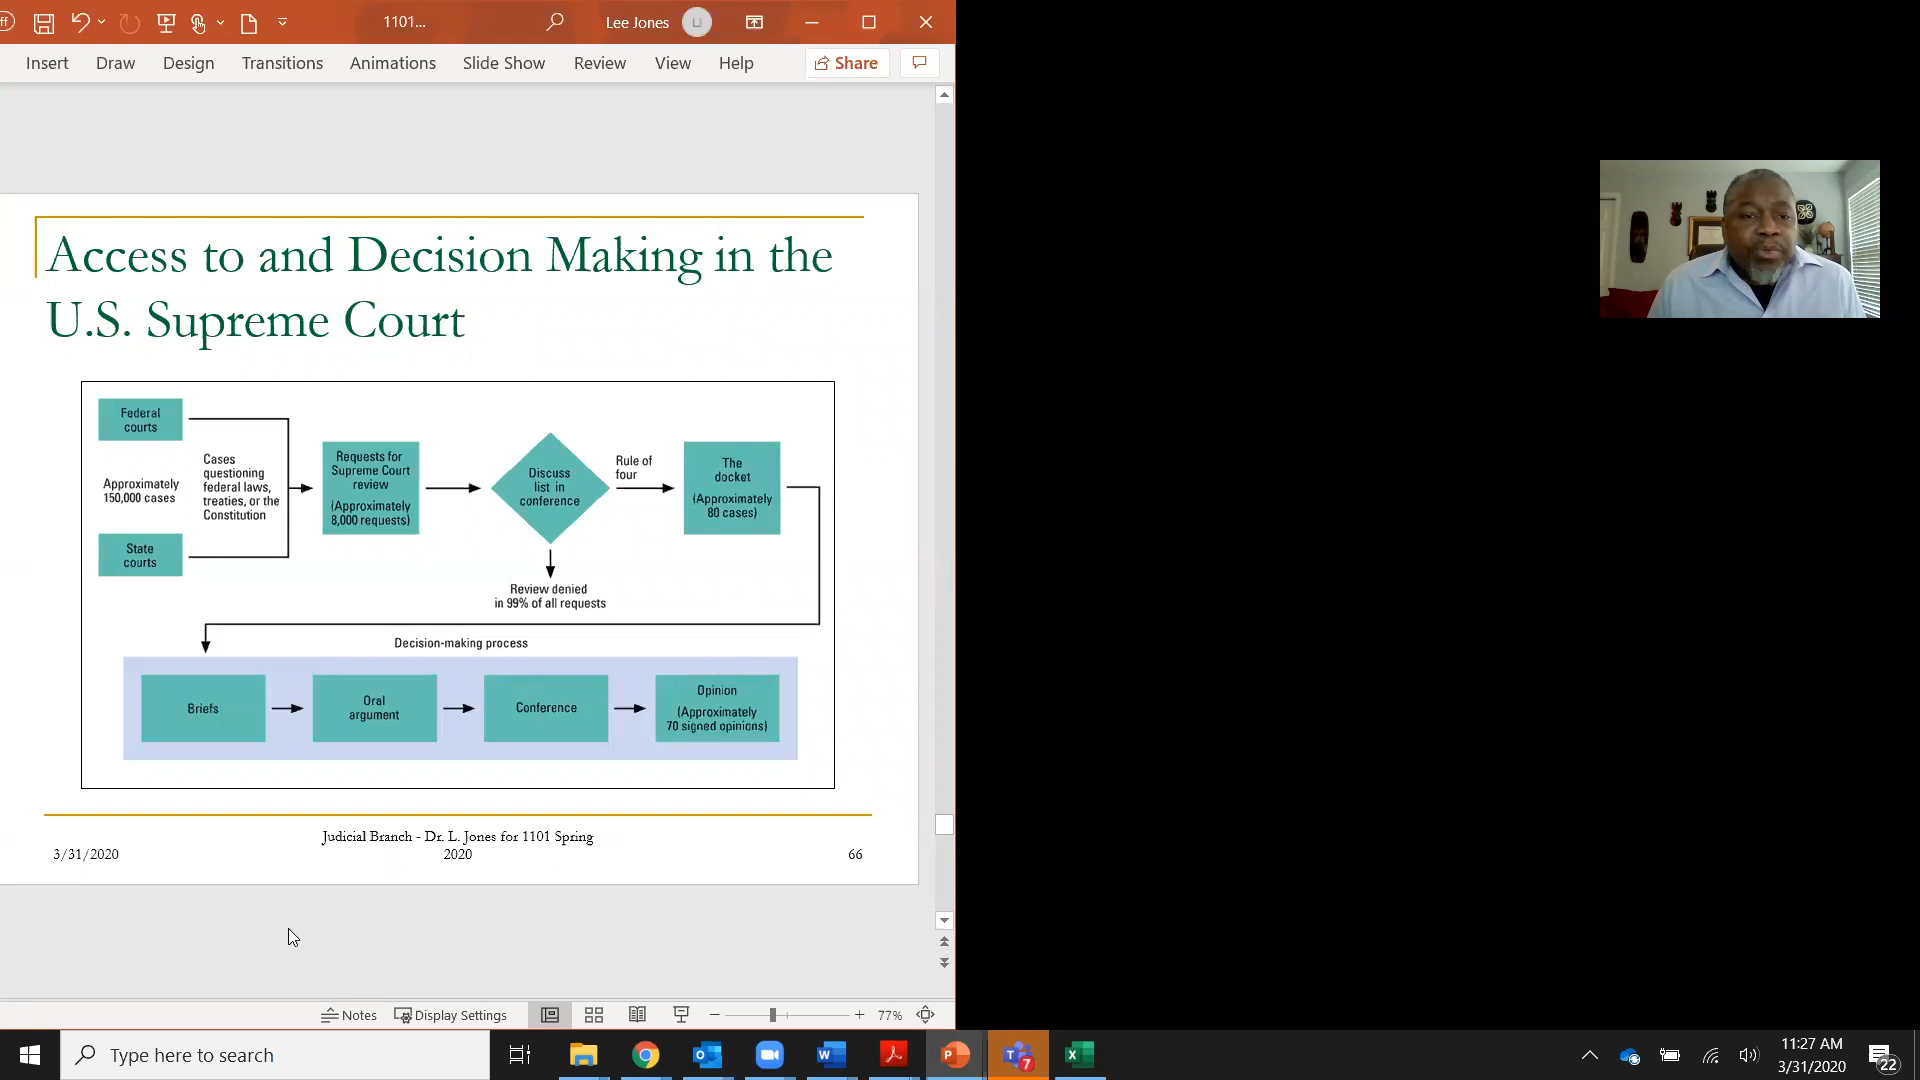 ff
1101...
Lee Jones
LJ
Insert Draw Design Transitions Animations Slide Show Review View Help Share
Access to and Decision Making in the
U.S. Supreme Court
Federal
courts
Approximately
150,000 cases
State
courts
Cases
questioning
federal laws,
treaties, or the
Constitution
Requests for
Supreme Court
review
(Approximately
8,000 requests)
Discuss
list in
conference
Rule of
four
The
docket
(Approximately
80 cases)
Review denied
in 99% of all requests
Decision-making process
Briefs
Oral
argument
Conference
Opinion
(Approximately
70 signed opinions)
Judicial Branch - Dr. L. Jones for 1101 Spring
2020
3/31/2020
66
Notes Display Settings 77%
Type here to search
7
11:27 AM
3/31/2020
22